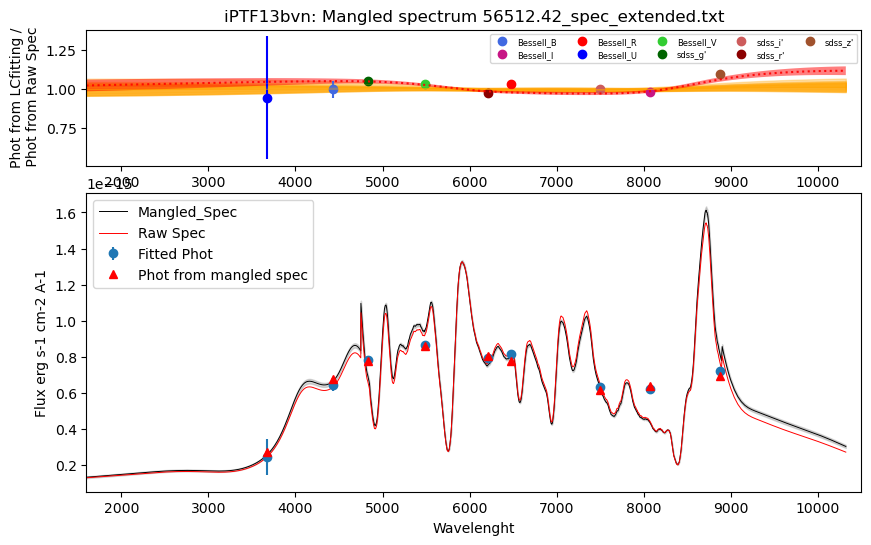 iPTF13bvn: Mangled spectrum 56512.42_spec_extended.txt
Phot from LCfitting /
Phot from Raw Spec
1.25
1.00
0.75
Bessell_B
Bessell_R
Bessell_V
sdss_i'
sdss_z'
Bessell_I
Bessell_U
sdss_g'
sdss_r'
2000 3000 4000 5000 6000 7000 8000 9000 10000
Flux erg s-1 cm-2 A-1
1.6
1.4
1.2
1.0
0.8
0.6
0.4
0.2
Mangled_Spec
Raw Spec
Fitted Phot
Phot from mangled spec
2000 3000 4000 5000 6000 7000 8000 9000 10000
Wavelenght